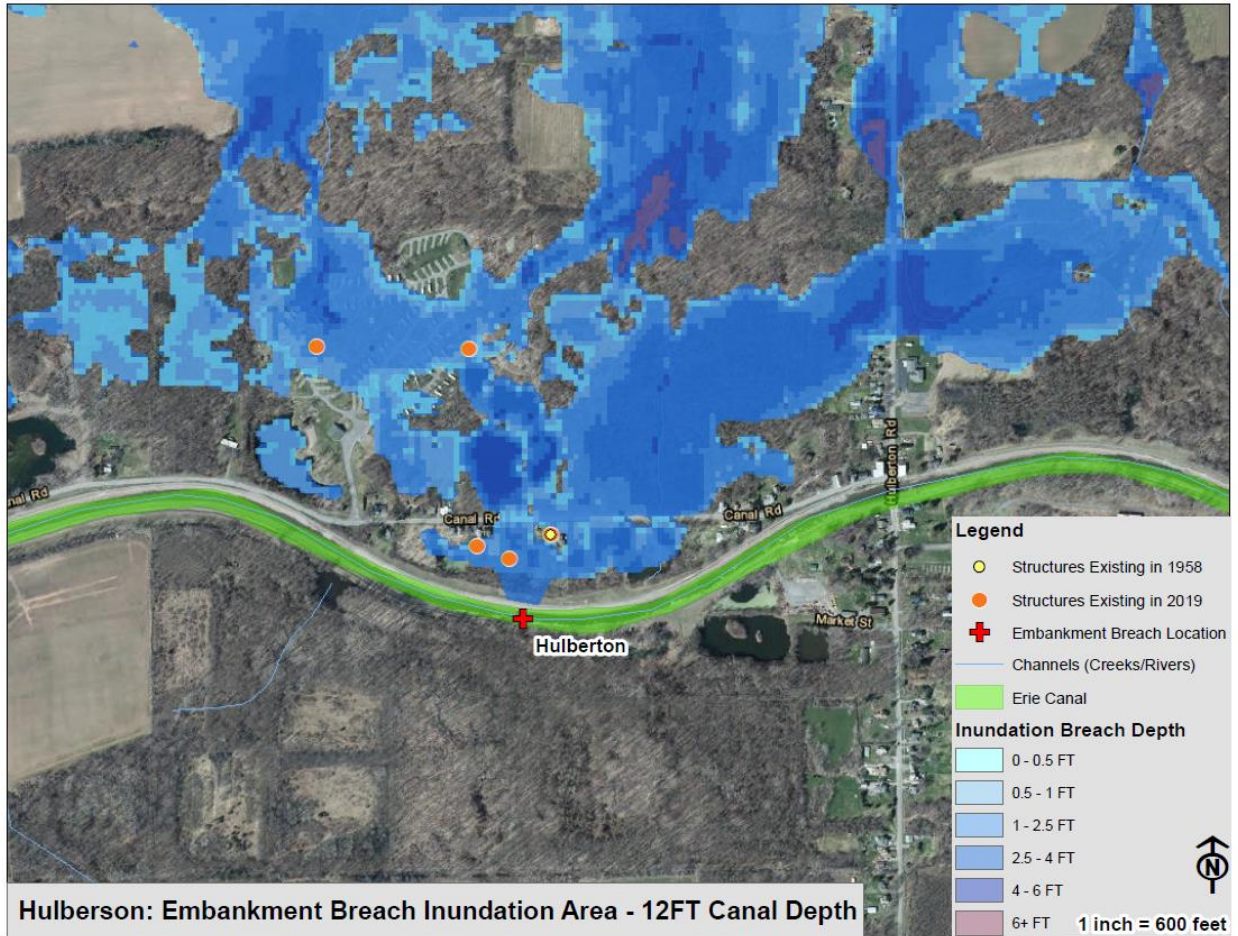 nal Rd
Canal Rd
Canal Rd
Hulberton Rd
Hulberton
Market St
Legend
Structures Existing in 1958
Structures Existing in 2019
Embankment Breach Location
Channels (Creeks/Rivers)
Erie Canal
Inundation Breach Depth
0 - 0.5 FT
0.5 - 1 FT
1 - 2.5 FT
2.5 - 4 FT
4 - 6 FT
6+ FT
N
1 inch = 600 feet
Hulberson: Embankment Breach Inundation Area - 12FT Canal Depth